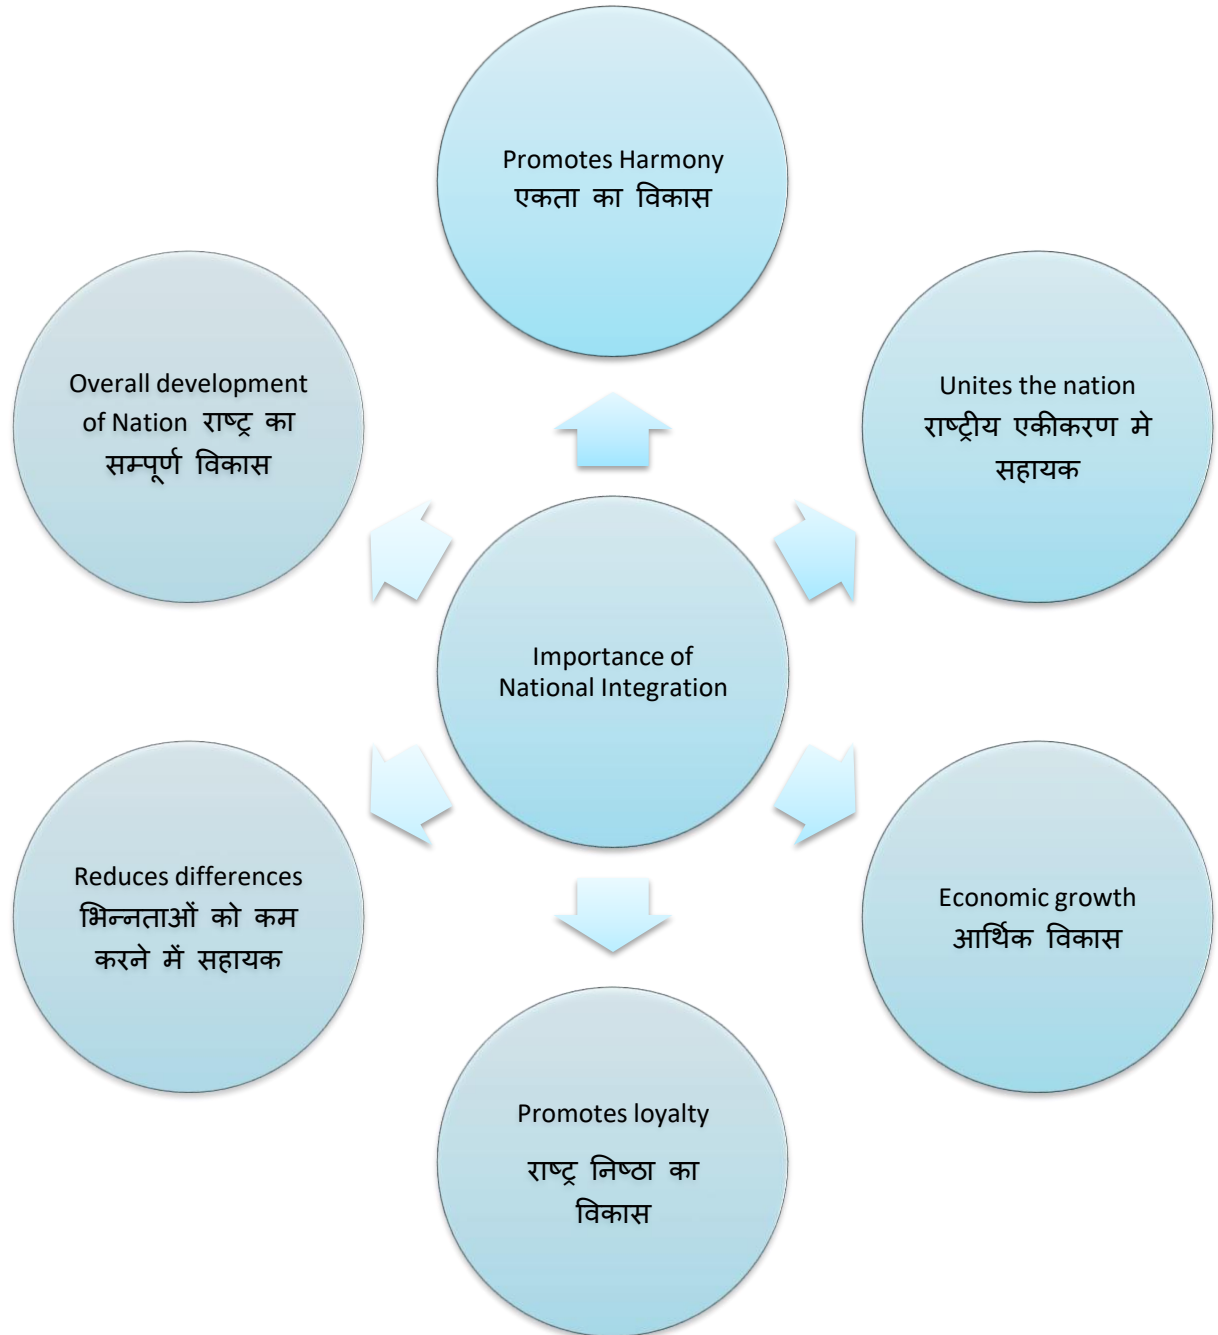 Promotes Harmony
एकता का विकास
Overall development
of Nation राष्ट्र का
सम्पूर्ण विकास
Unites the nation
राष्ट्रीय एकीकरण मे
सहायक
Importance of
National Integration
Reduces differences
भिन्नताओं को कम
करने में सहायक
Economic growth
आर्थिक विकास
Promotes loyalty
राष्ट्र निष्ठा का
विकास